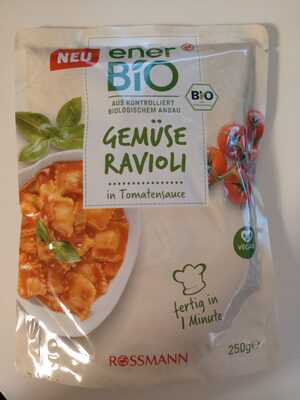 NEU
ener
BiO
AUS KONTROLLIERT
BIOLOGISCHEM ANBAU
BIO
GEMÜSE
RAVIOLI
in Tomatensauce
VEGAN
fertig in
1 Minute
ROSSMANN
250g℮